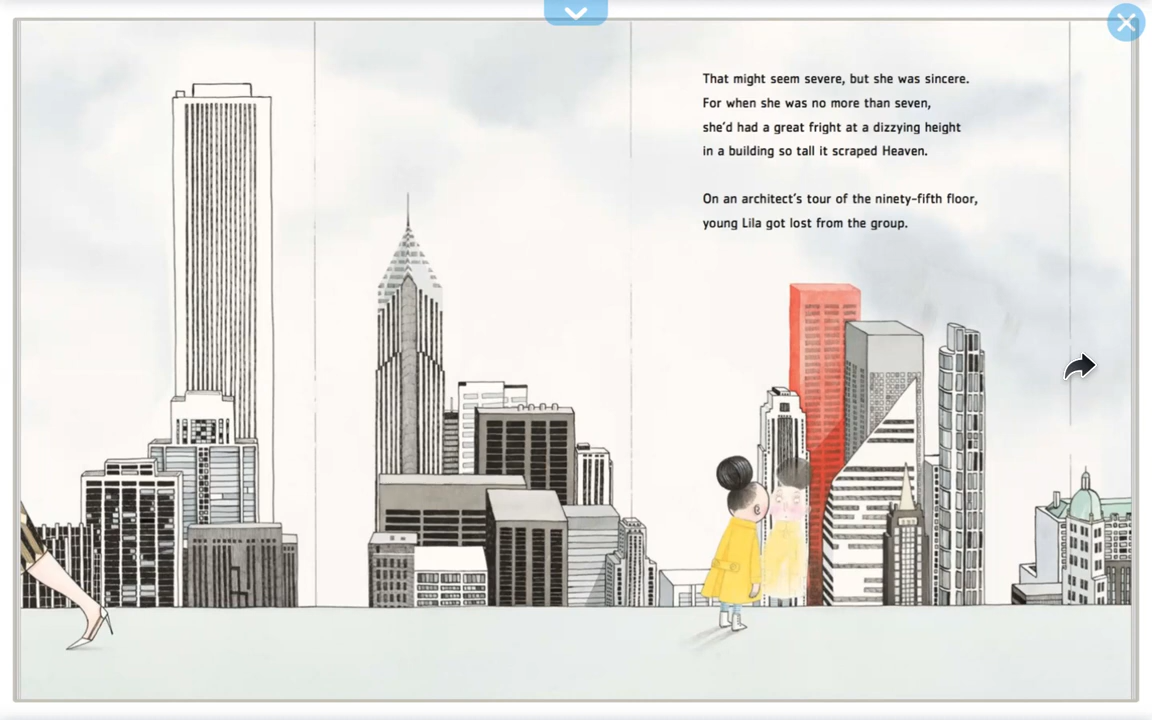 That might seem severe, but she was sincere.
For when she was no more than seven,
she'd had a great fright at a dizzying height
in a building so tall it scraped Heaven.
On an architect's tour of the ninety-fifth floor,
young Lila got lost from the group.